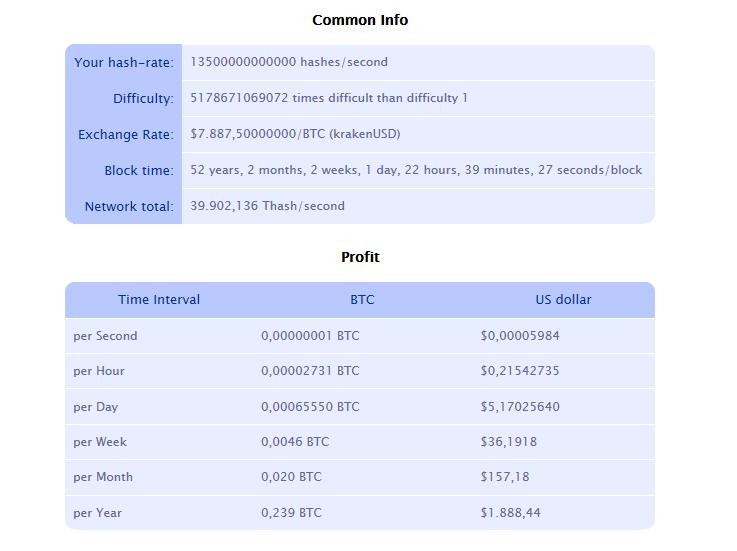 Common Info
Your hash-rate: 13500000000000 hashes/second
Difficulty: 5178671069072 times difficult than difficulty 1
Exchange Rate: $7.887,50000000/BTC (krakenUSD)
Block time: 52 years, 2 months, 2 weeks, 1 day, 22 hours, 39 minutes, 27 seconds/block
Network total: 39.902,136 Thash/second
Profit
Time Interval BTC US dollar
per Second 0,00000001 BTC $0,00005984
per Hour 0,00002731 BTC $0,21542735
per Day 0,00065550 BTC $5,17025640
per Week 0,0046 BTC $36,1918
per Month 0,020 BTC $157,18
per Year 0,239 BTC $1.888,44